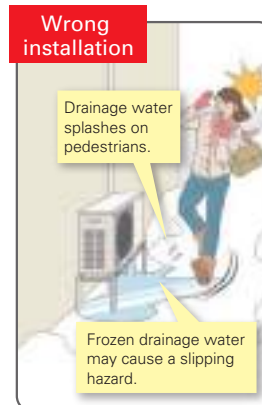 Wrong
installation
Drainage water
splashes on
pedestrians.
Frozen drainage water
may cause a slipping
hazard.